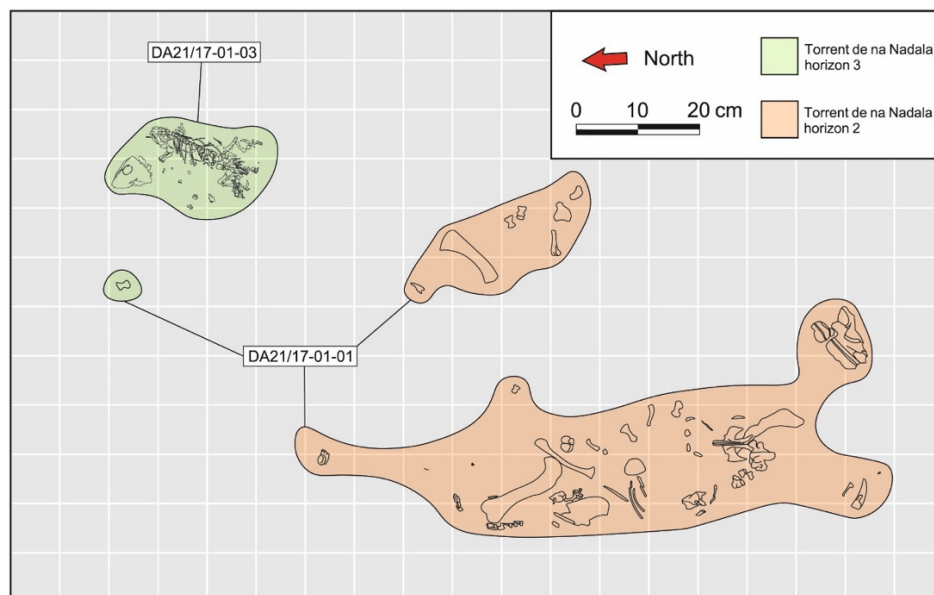 DA21/17-01-03
North
Torrent de na Nadala
horizon 3
0 10 20 cm
Torrent de na Nadala
horizon 2
DA21/17-01-01